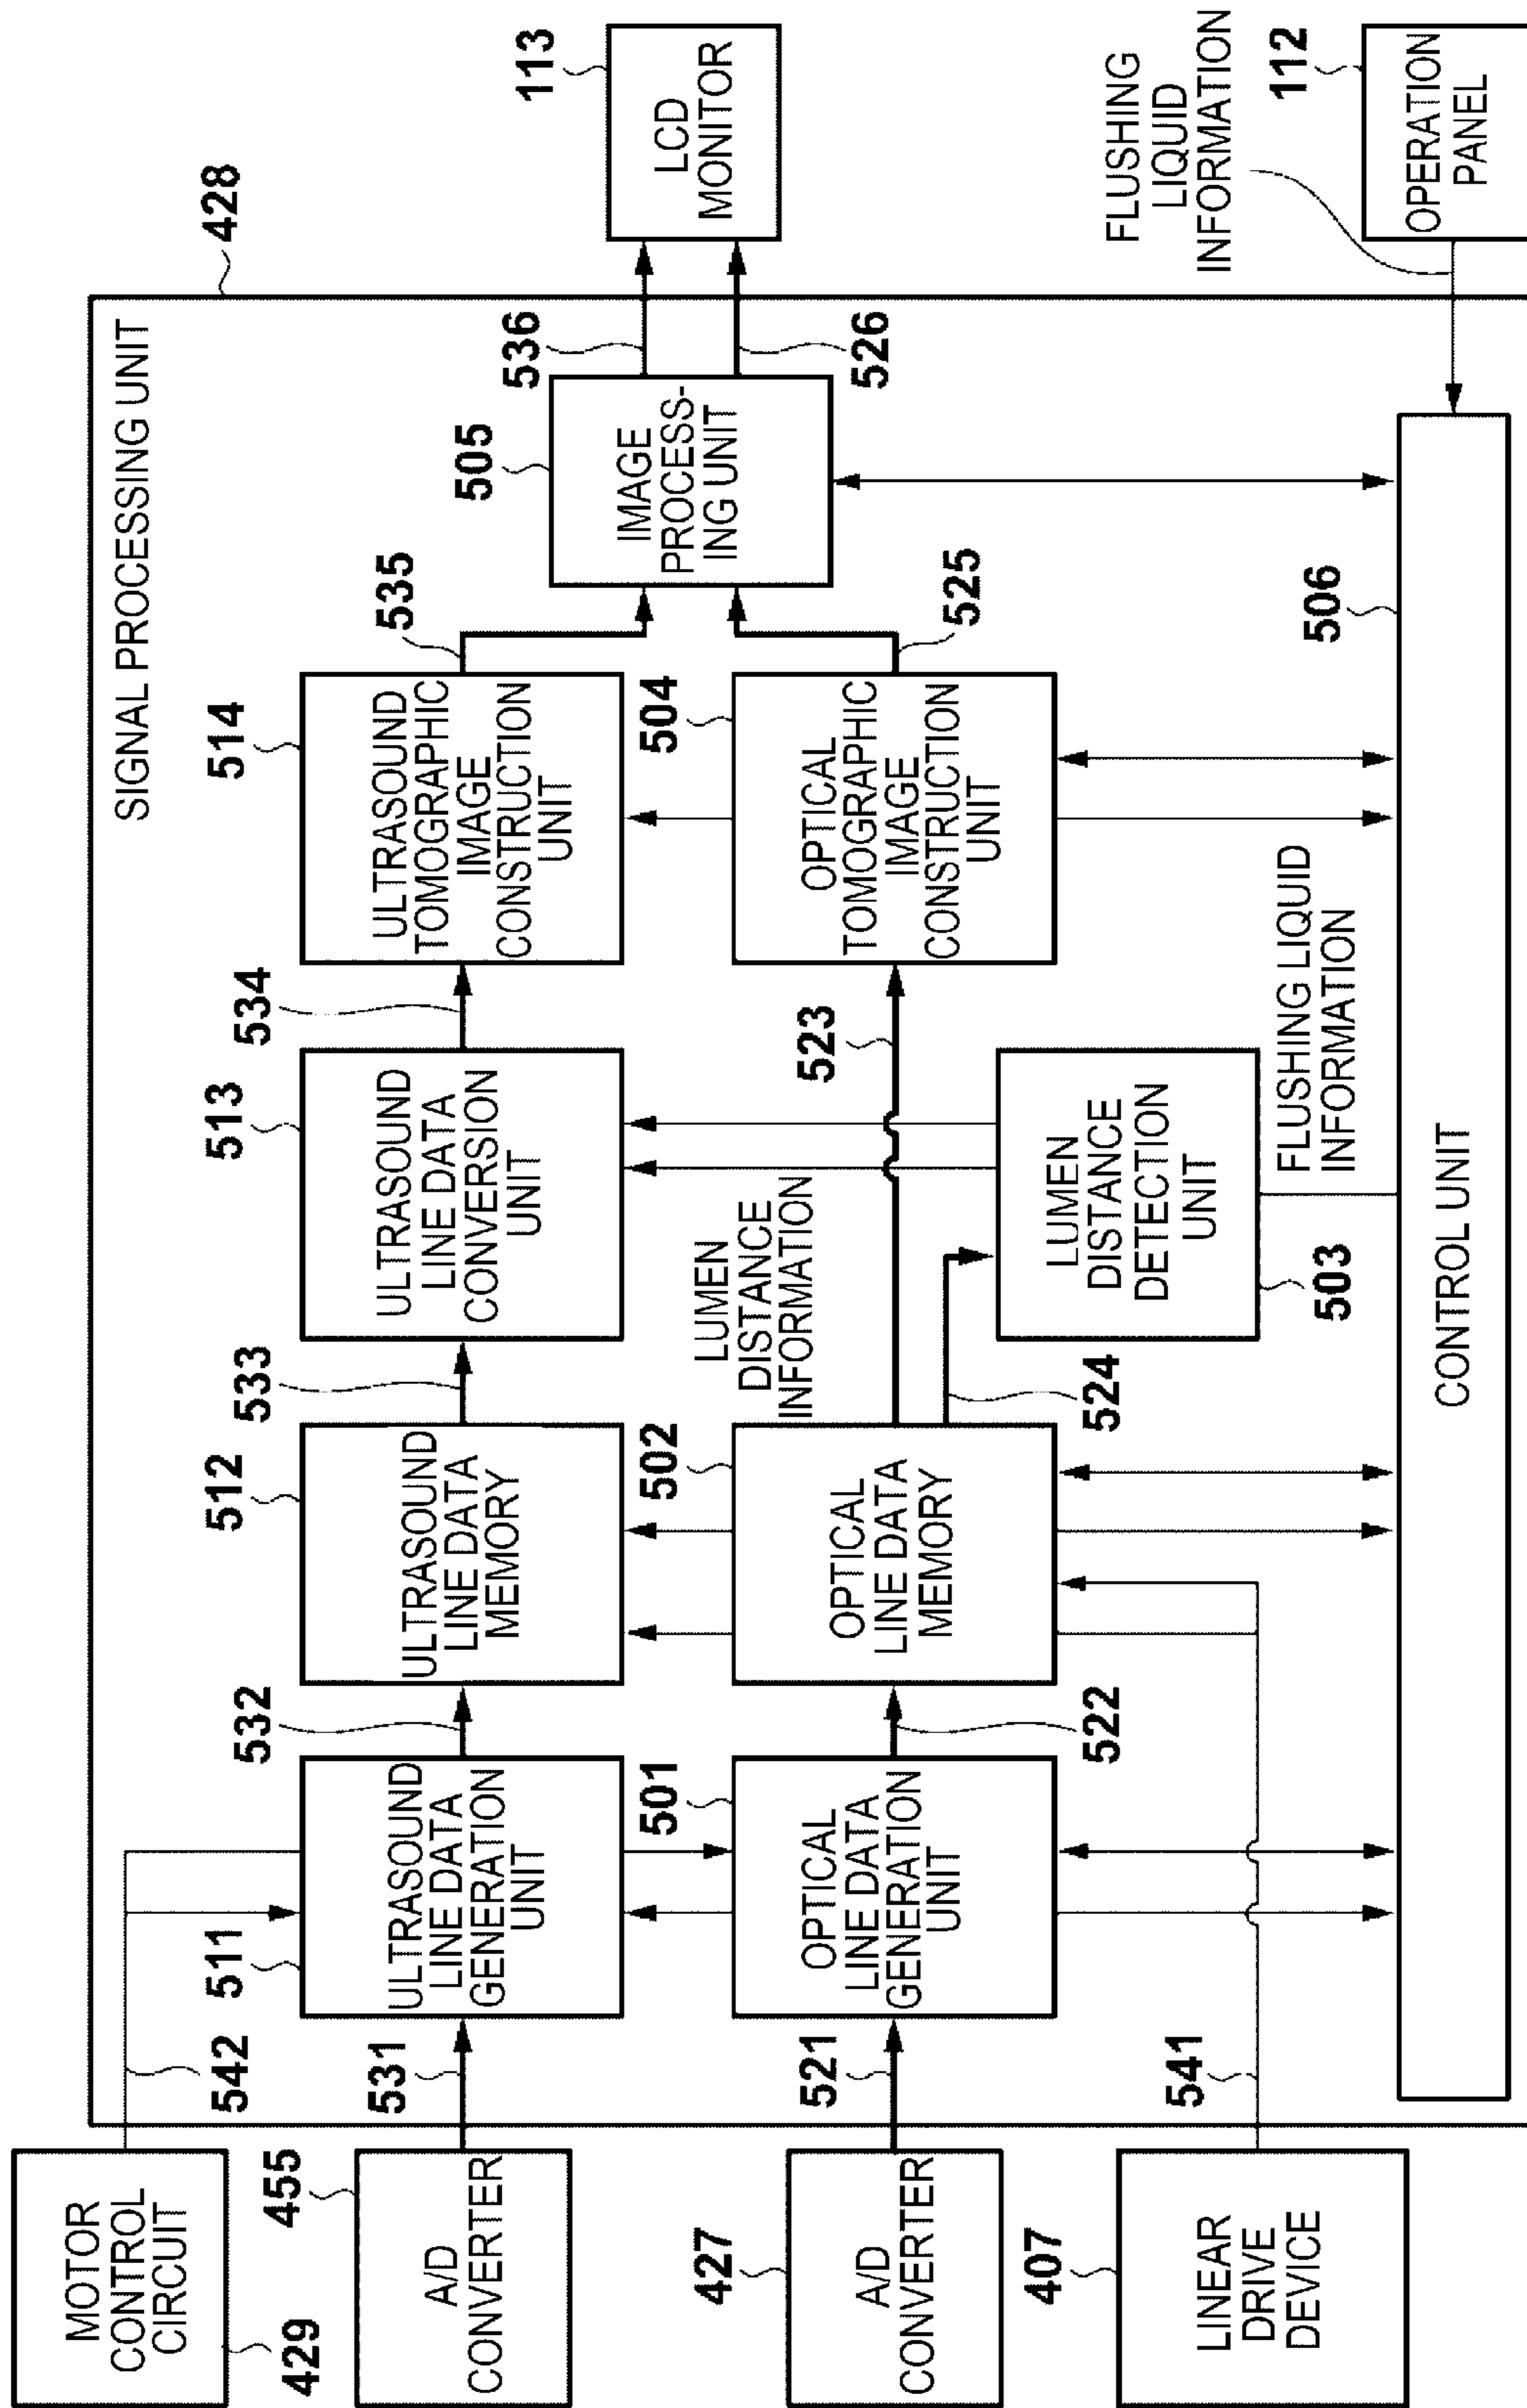 MOTOR
CONTROL
CIRCUIT
429
A/D
CONVERTER
455
A/D
CONVERTER
427
LINEAR
DRIVE
DEVICE
407
SIGNAL PROCESSING UNIT
428
542
531
521
541
511
ULTRASOUND
LINE DATA
GENERATION
UNIT
532
512
ULTRASOUND
LINE DATA
MEMORY
533
513
ULTRASOUND
LINE DATA
CONVERSION
UNIT
534
514
ULTRASOUND
TOMOGRAPHIC
IMAGE
CONSTRUCTION
UNIT
535
501
OPTICAL
LINE DATA
GENERATION
UNIT
522
502
OPTICAL
LINE DATA
MEMORY
524
LUMEN
DISTANCE
INFORMATION
523
LUMEN
DISTANCE
DETECTION
UNIT
503
FLUSHING LIQUID
INFORMATION
504
OPTICAL
TOMOGRAPHIC
IMAGE
CONSTRUCTION
UNIT
525
505
IMAGE
PROCESS-
ING UNIT
536
526
506
CONTROL UNIT
113
LCD
MONITOR
FLUSHING
LIQUID
INFORMATION
112
OPERATION
PANEL